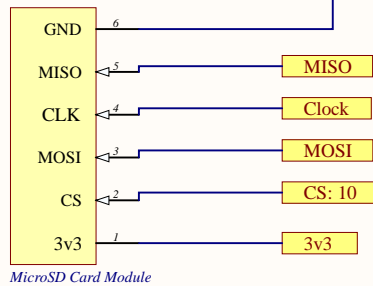 GND 6
MISO 5 MISO
CLK 4 Clock
MOSI 3 MOSI
CS 2 CS: 10
3v3 1 3v3
MicroSD Card Module